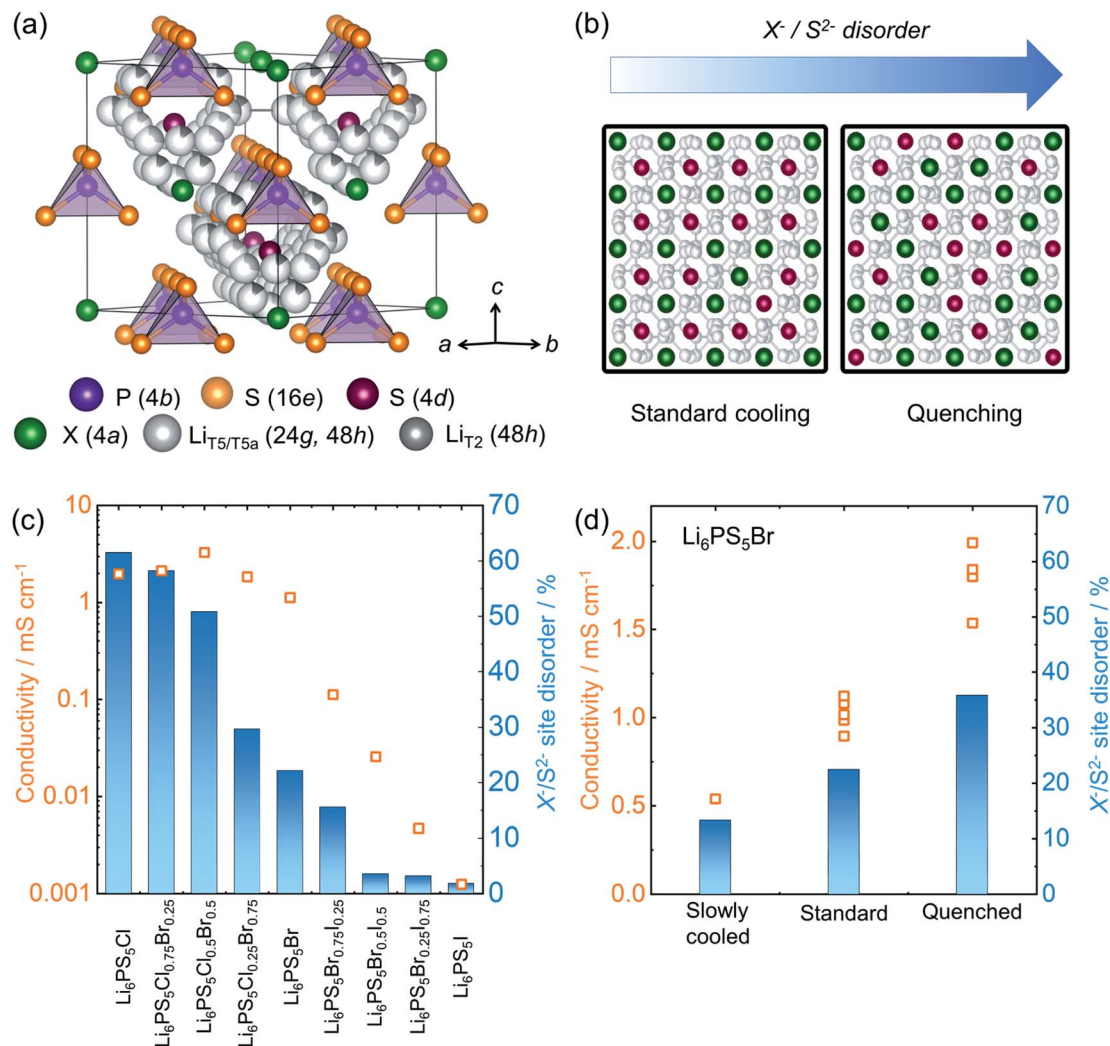 (a)
c
a
b
P (4b) S (16e) S (4d)
X (4a) Li_T5/T5a (24g, 48h) Li_T2 (48h)
(b)
X⁻ / S²⁻ disorder
Standard cooling
Quenching
(c)
Conductivity / mS cm⁻¹
10
1
0.1
0.01
0.001
70
60
50
40
30
20
10
0
X⁻/S²⁻ site disorder / %
Li₆PS₅Cl
Li₆PS₅Cl₀.₇₅Br₀.₂₅
Li₆PS₅Cl₀.₅Br₀.₅
Li₆PS₅Cl₀.₂₅Br₀.₇₅
Li₆PS₅Br
Li₆PS₅Br₀.₇₅I₀.₂₅
Li₆PS₅Br₀.₅I₀.₅
Li₆PS₅Br₀.₂₅I₀.₇₅
Li₆PS₅I
(d)
Li₆PS₅Br
Conductivity / mS cm⁻¹
2.0
1.5
1.0
0.5
0.0
70
60
50
40
30
20
10
0
X⁻/S²⁻ site disorder / %
Slowly
cooled
Standard
Quenched